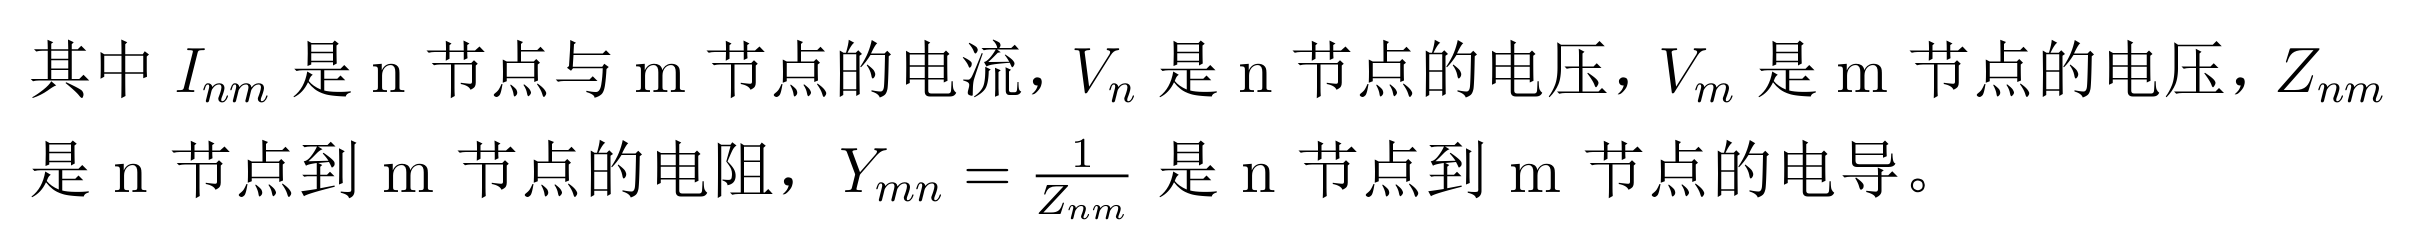 其中 $I_{nm}$ 是 n 节点与 m 节点的电流，$V_n$ 是 n 节点的电压，$V_m$ 是 m 节点的电压，$Z_{nm}$
是 n 节点到 m 节点的电阻，$Y_{mn} = \frac{1}{Z_{nm}}$ 是 n 节点到 m 节点的电导。